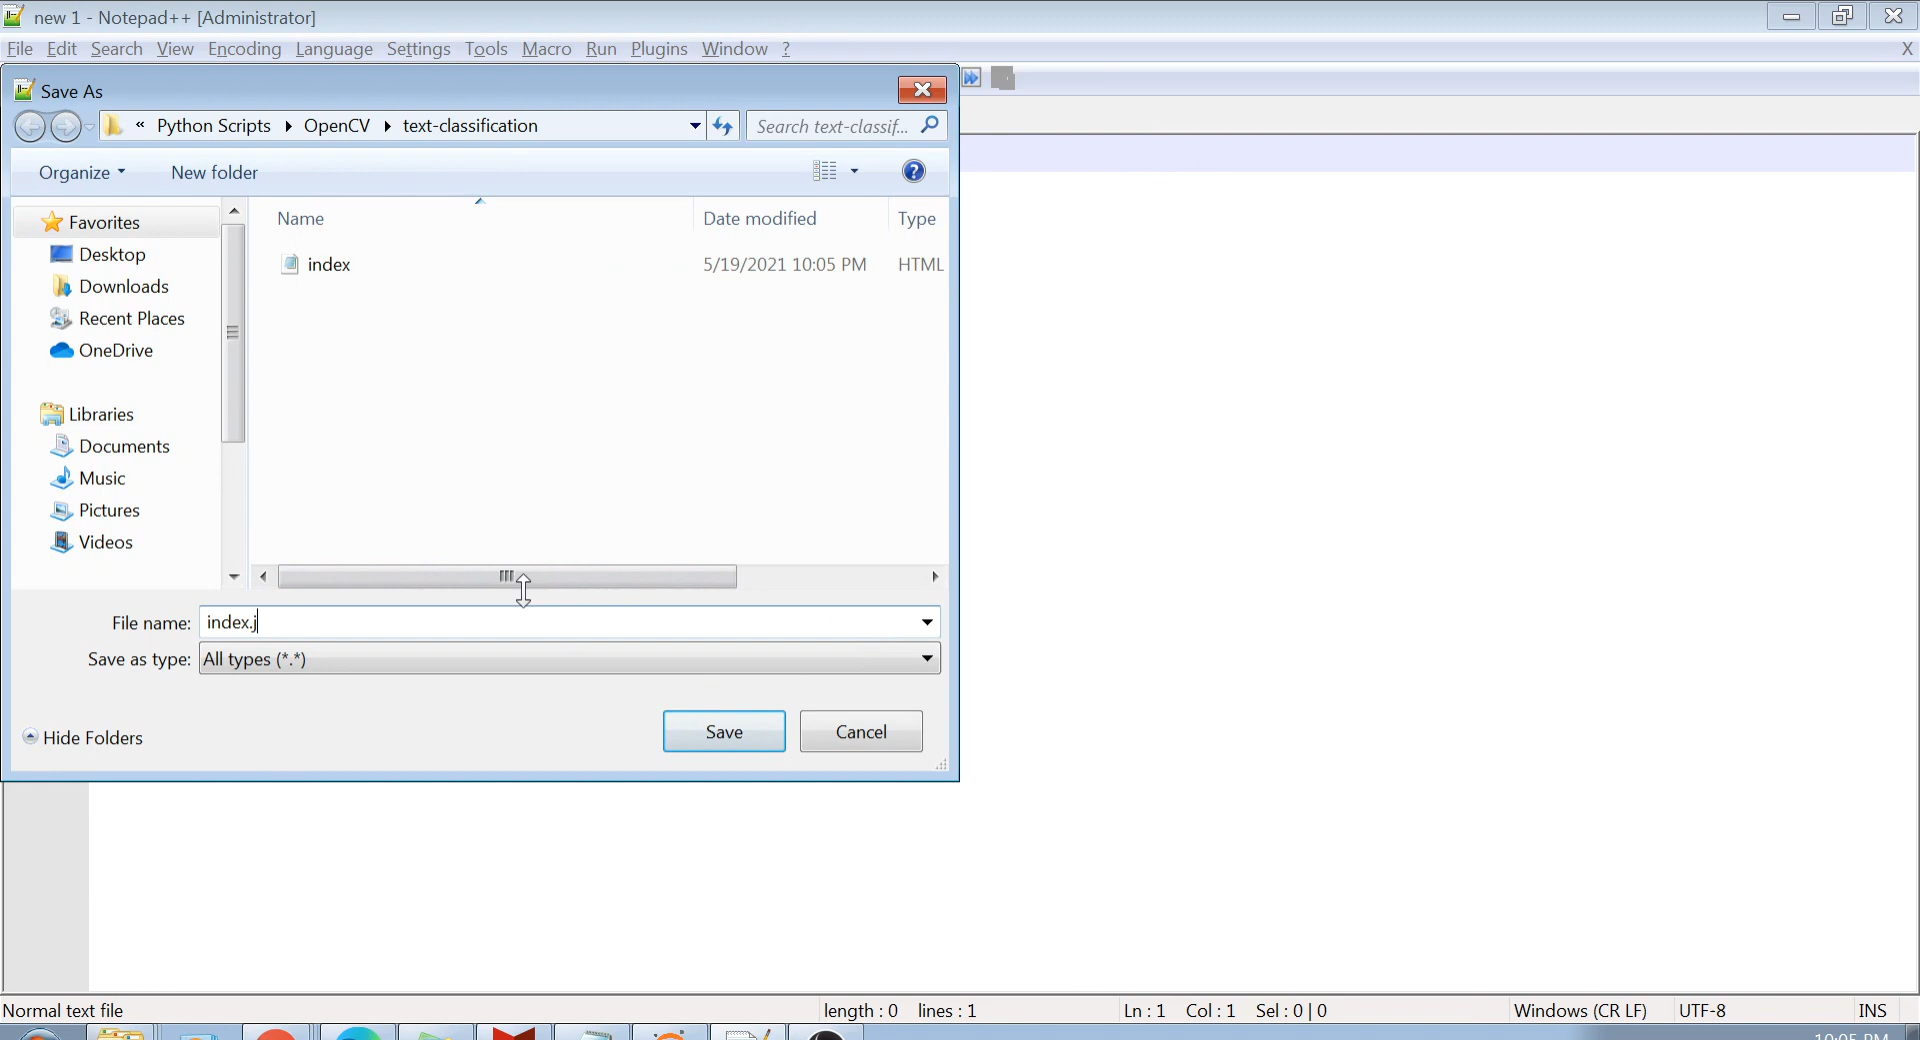 new 1 - Notepad++ [Administrator]
File Edit Search View Encoding Language Settings Tools Macro Run Plugins Window ? X
Save As
« Python Scripts OpenCV text-classification Search text-classif...
Organize New folder ?
Name Date modified Type
Favorites
index 5/19/2021 10:05 PM HTML
Desktop
Downloads
Recent Places
OneDrive
Libraries
Documents
Music
Pictures
Videos
File name: index.j
Save as type: All types (*.*)
Save Cancel
Hide Folders
Normal text file length : 0 lines : 1 Ln : 1 Col : 1 Sel : 0 | 0 Windows (CR LF) UTF-8 INS
10:05 PM